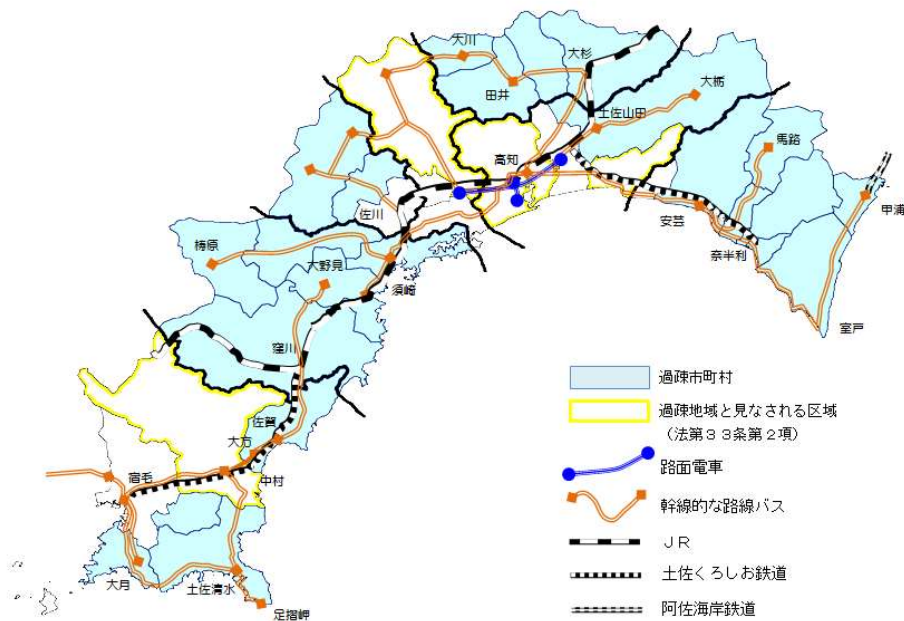 大川
大杉
田井
大栃
土佐山田
馬路
高知
甲浦
佐川
安芸
梼原
大野見
奈半利
須崎
室戸
窪川
佐賀
大方
宿毛
中村
大月
土佐清水
足摺岬
過疎市町村
過疎地域と見なされる区域
(法第33条第2項)
路面電車
幹線的な路線バス
JR
土佐くろしお鉄道
阿佐海岸鉄道